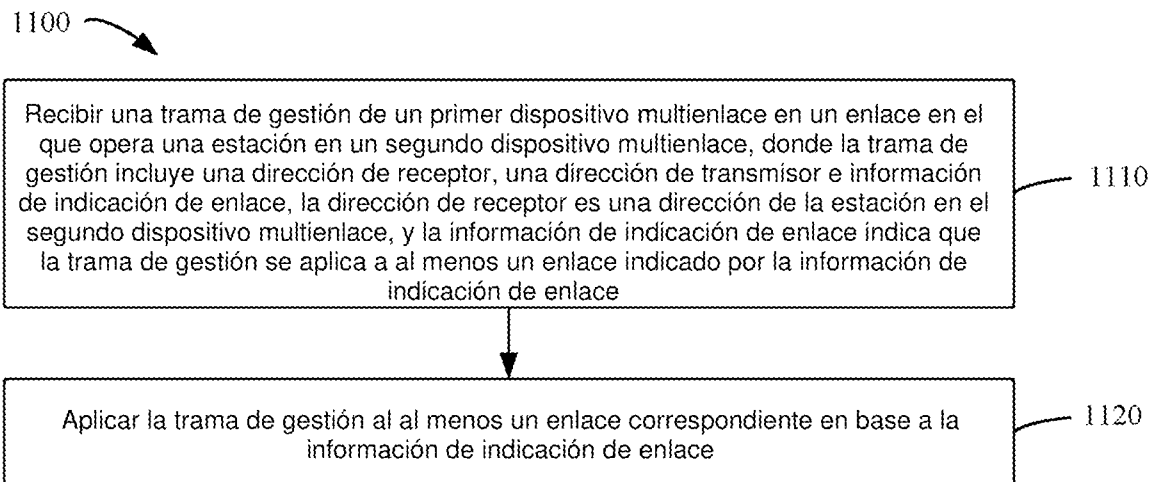 1100
Recibir una trama de gestión de un primer dispositivo multienlace en un enlace en el
que opera una estación en un segundo dispositivo multienlace, donde la trama de
gestión incluye una dirección de receptor, una dirección de transmisor e información
de indicación de enlace, la dirección de receptor es una dirección de la estación en el
segundo dispositivo multienlace, y la información de indicación de enlace indica que
la trama de gestión se aplica a al menos un enlace indicado por la información de
indicación de enlace
1110
Aplicar la trama de gestión al al menos un enlace correspondiente en base a la
información de indicación de enlace
1120